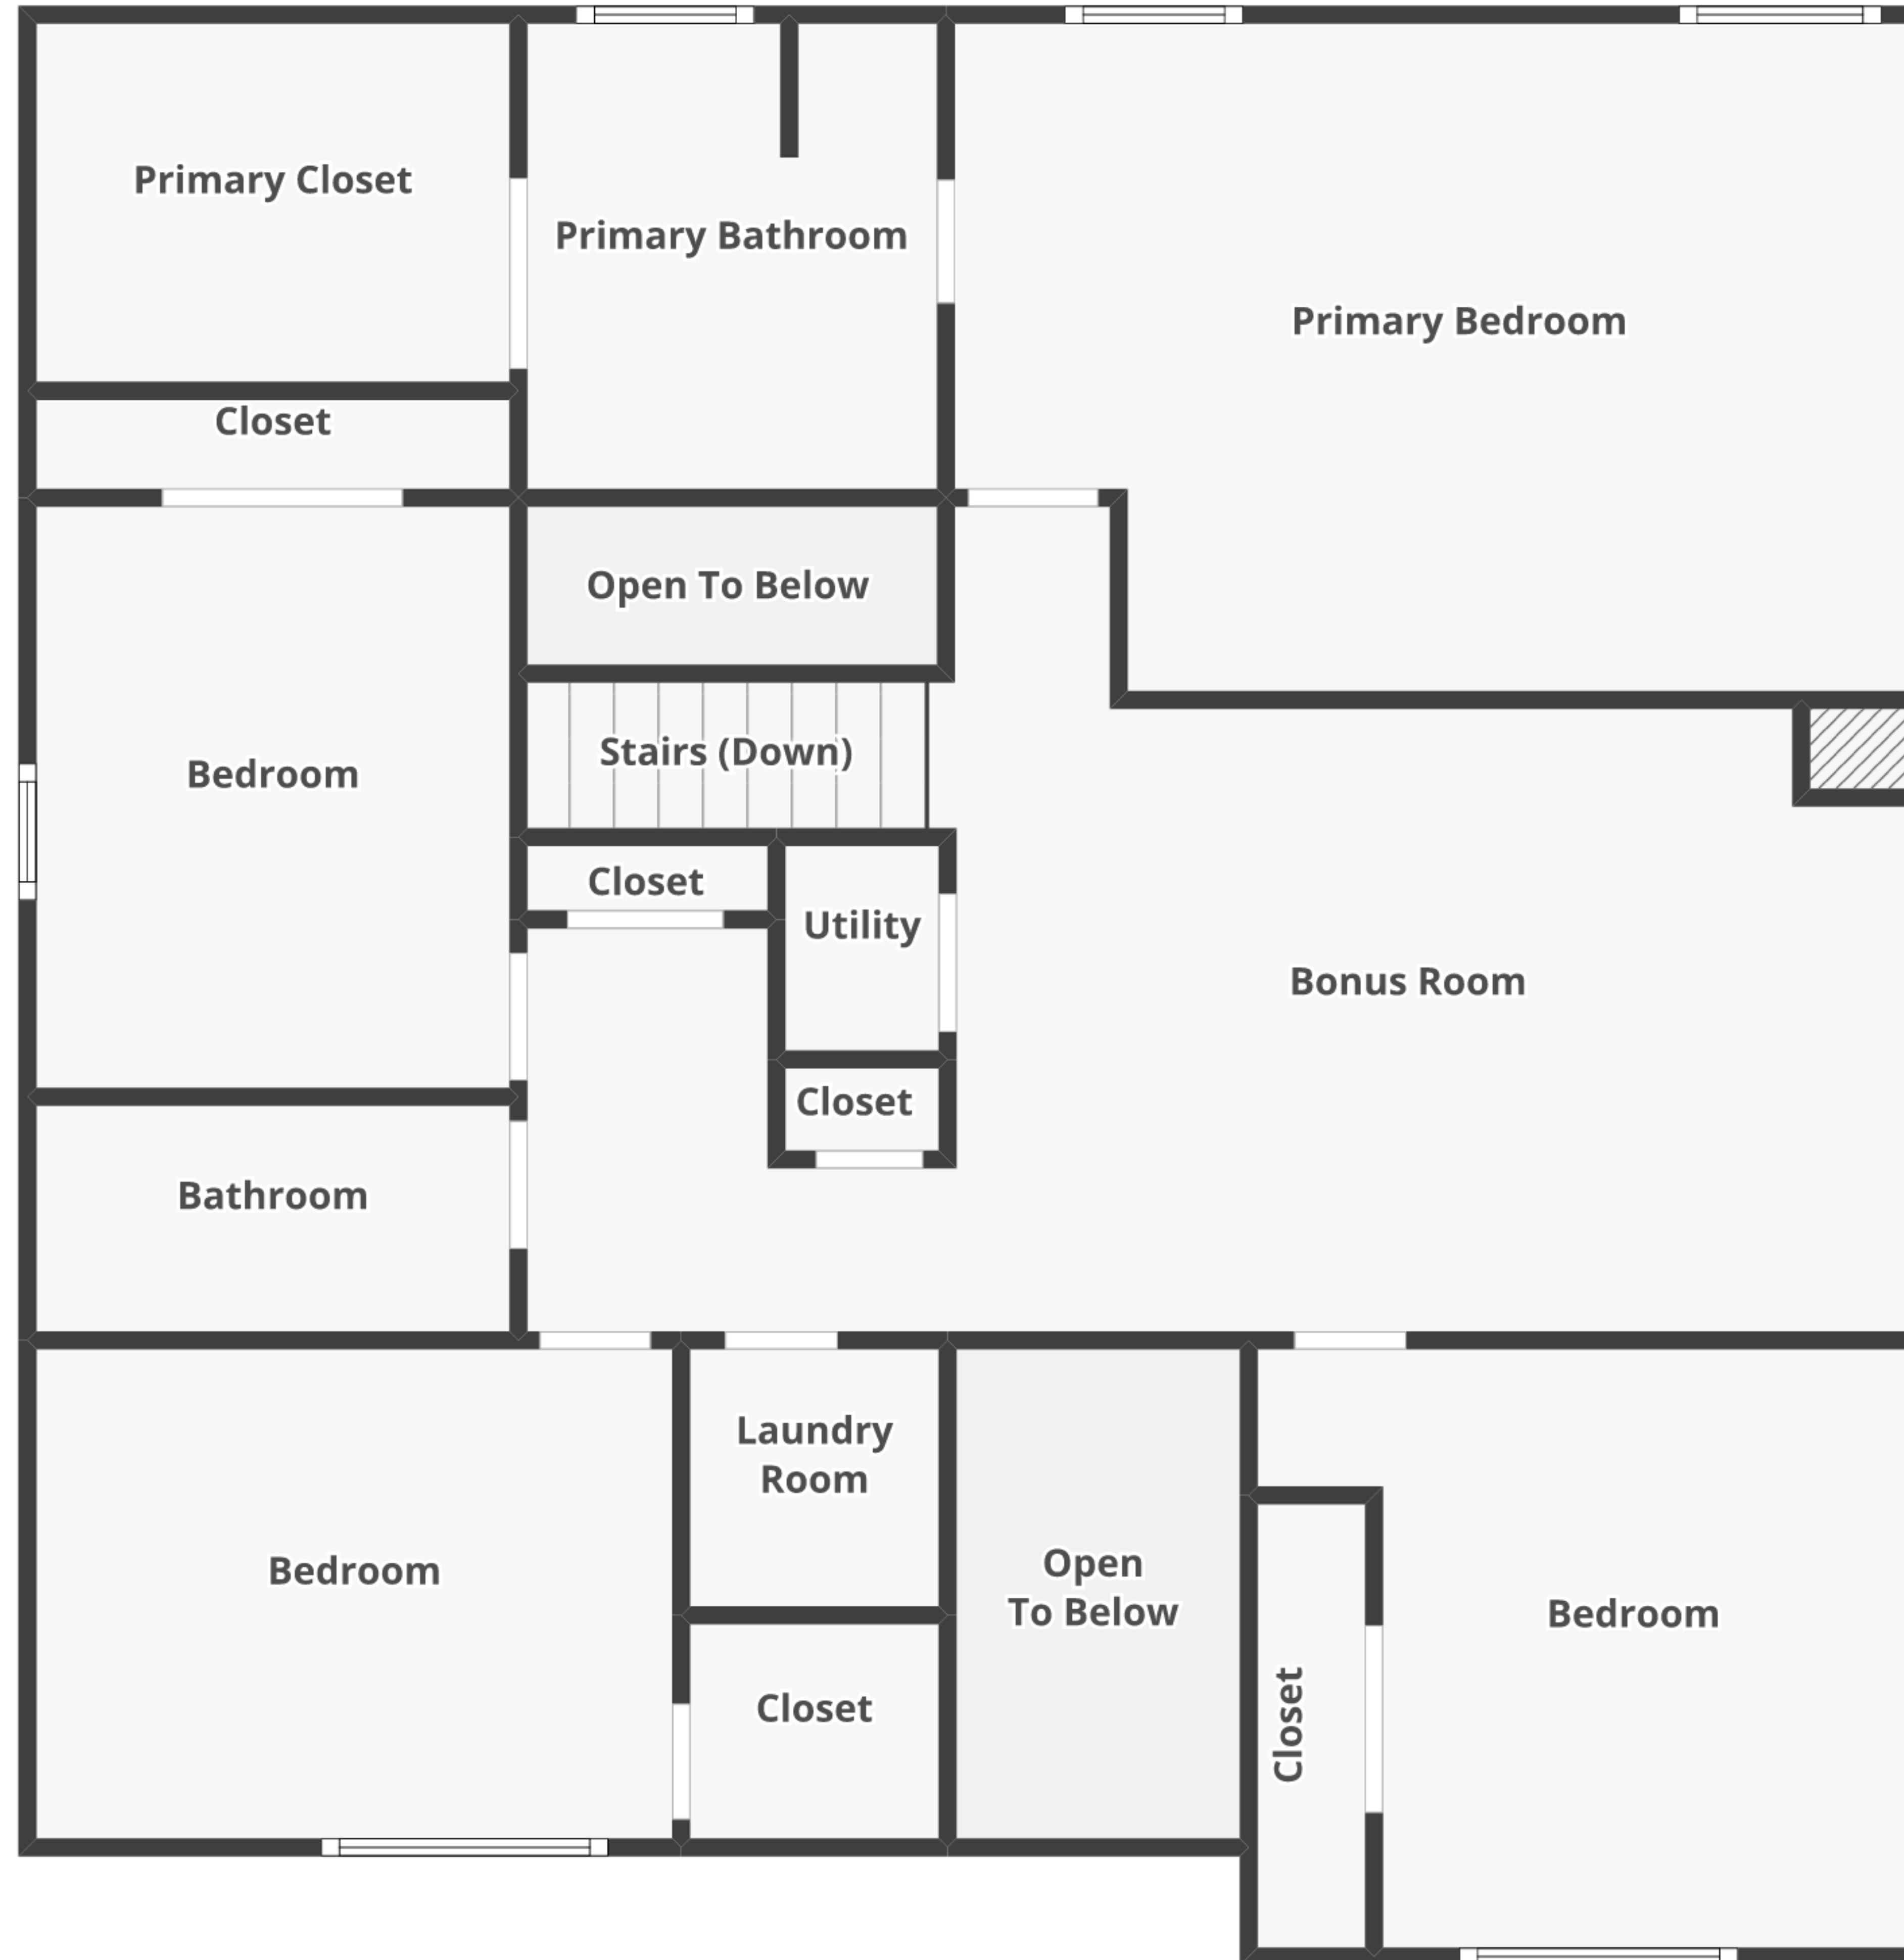 Primary Closet
Primary Bathroom
Primary Bedroom
Closet
Open To Below
Bedroom
Stairs (Down)
Closet
Utility
Bonus Room
Closet
Bathroom
Laundry
Room
Open
To Below
Bedroom
Bedroom
Closet
Closet